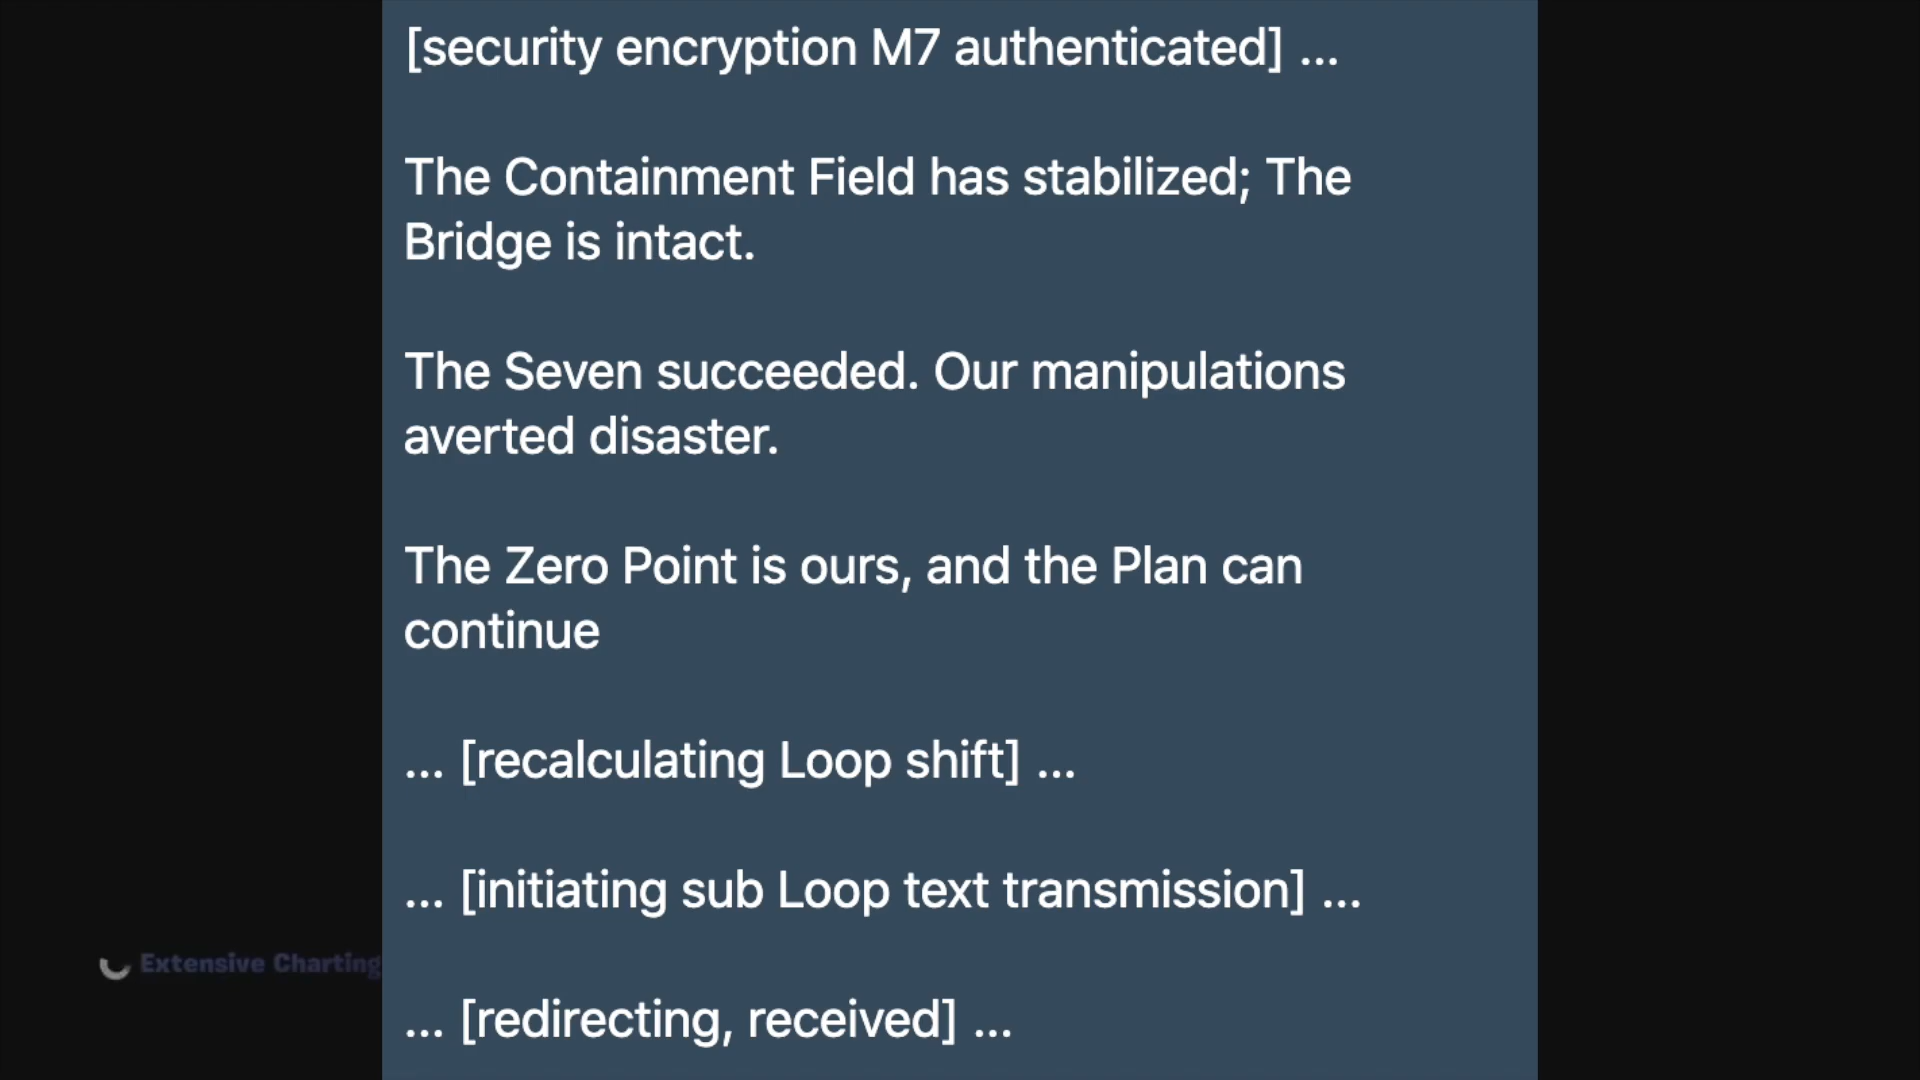 [security encryption M7 authenticated] ...
The Containment Field has stabilized; The
Bridge is intact.
The Seven succeeded. Our manipulations
averted disaster.
The Zero Point is ours, and the Plan can
continue
... [recalculating Loop shift] ...
... [initiating sub Loop text transmission] ...
Extensive Charting
... [redirecting, received] ...